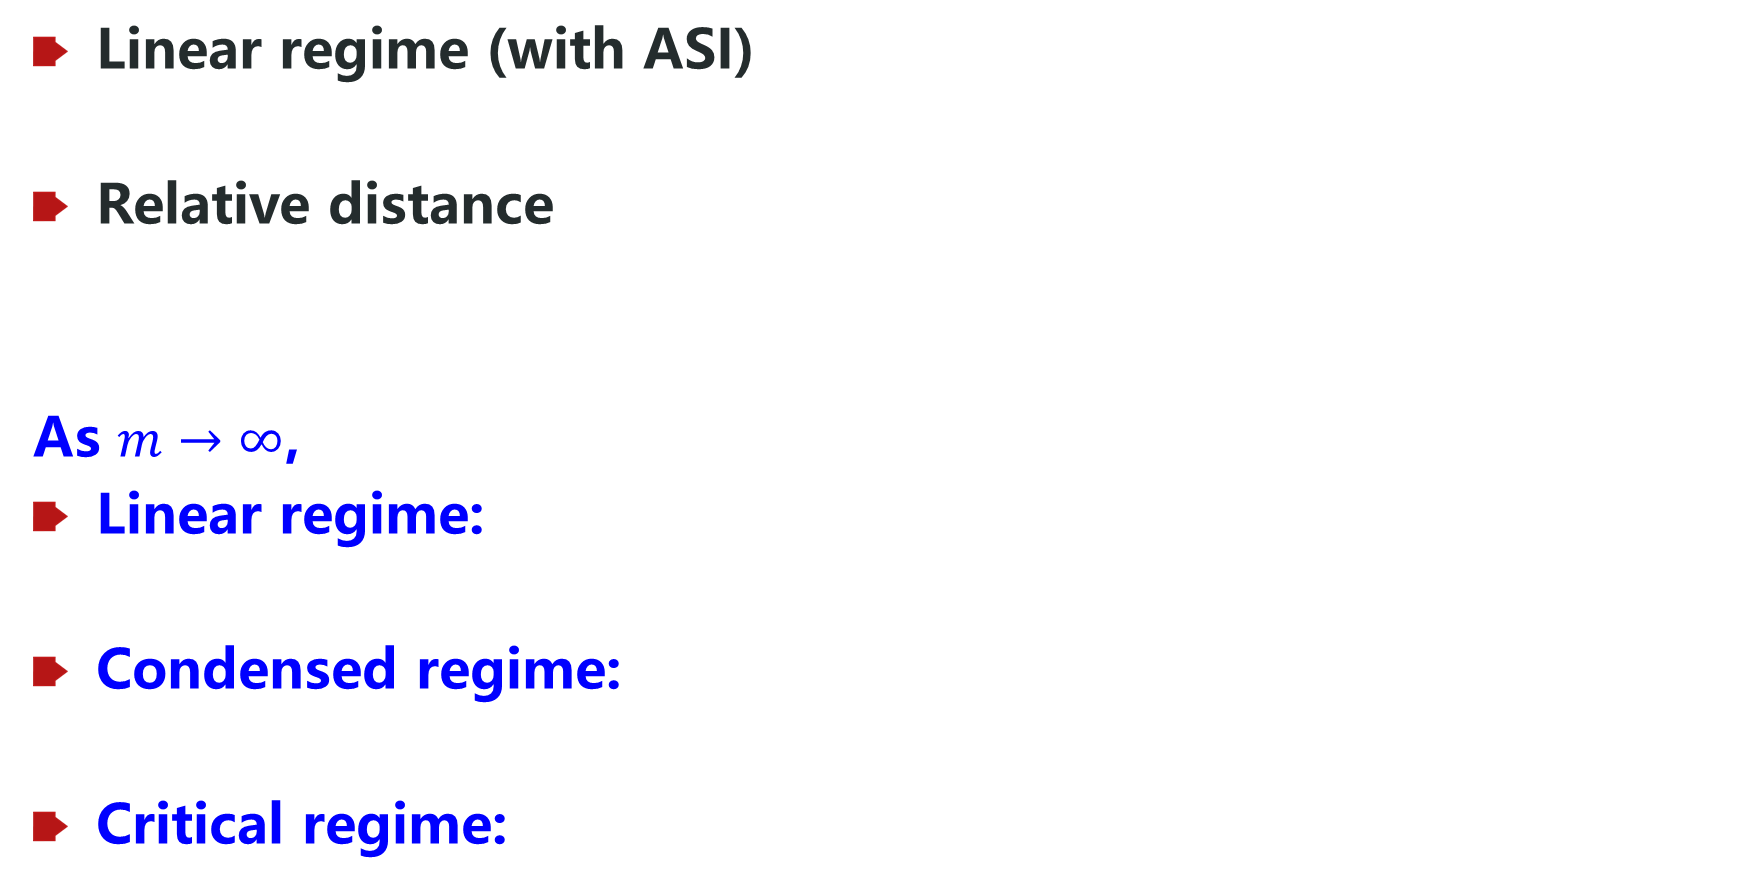 Linear regime (with ASI)
Relative distance
As 𝑚 → ∞,
Linear regime:
Condensed regime:
Critical regime: